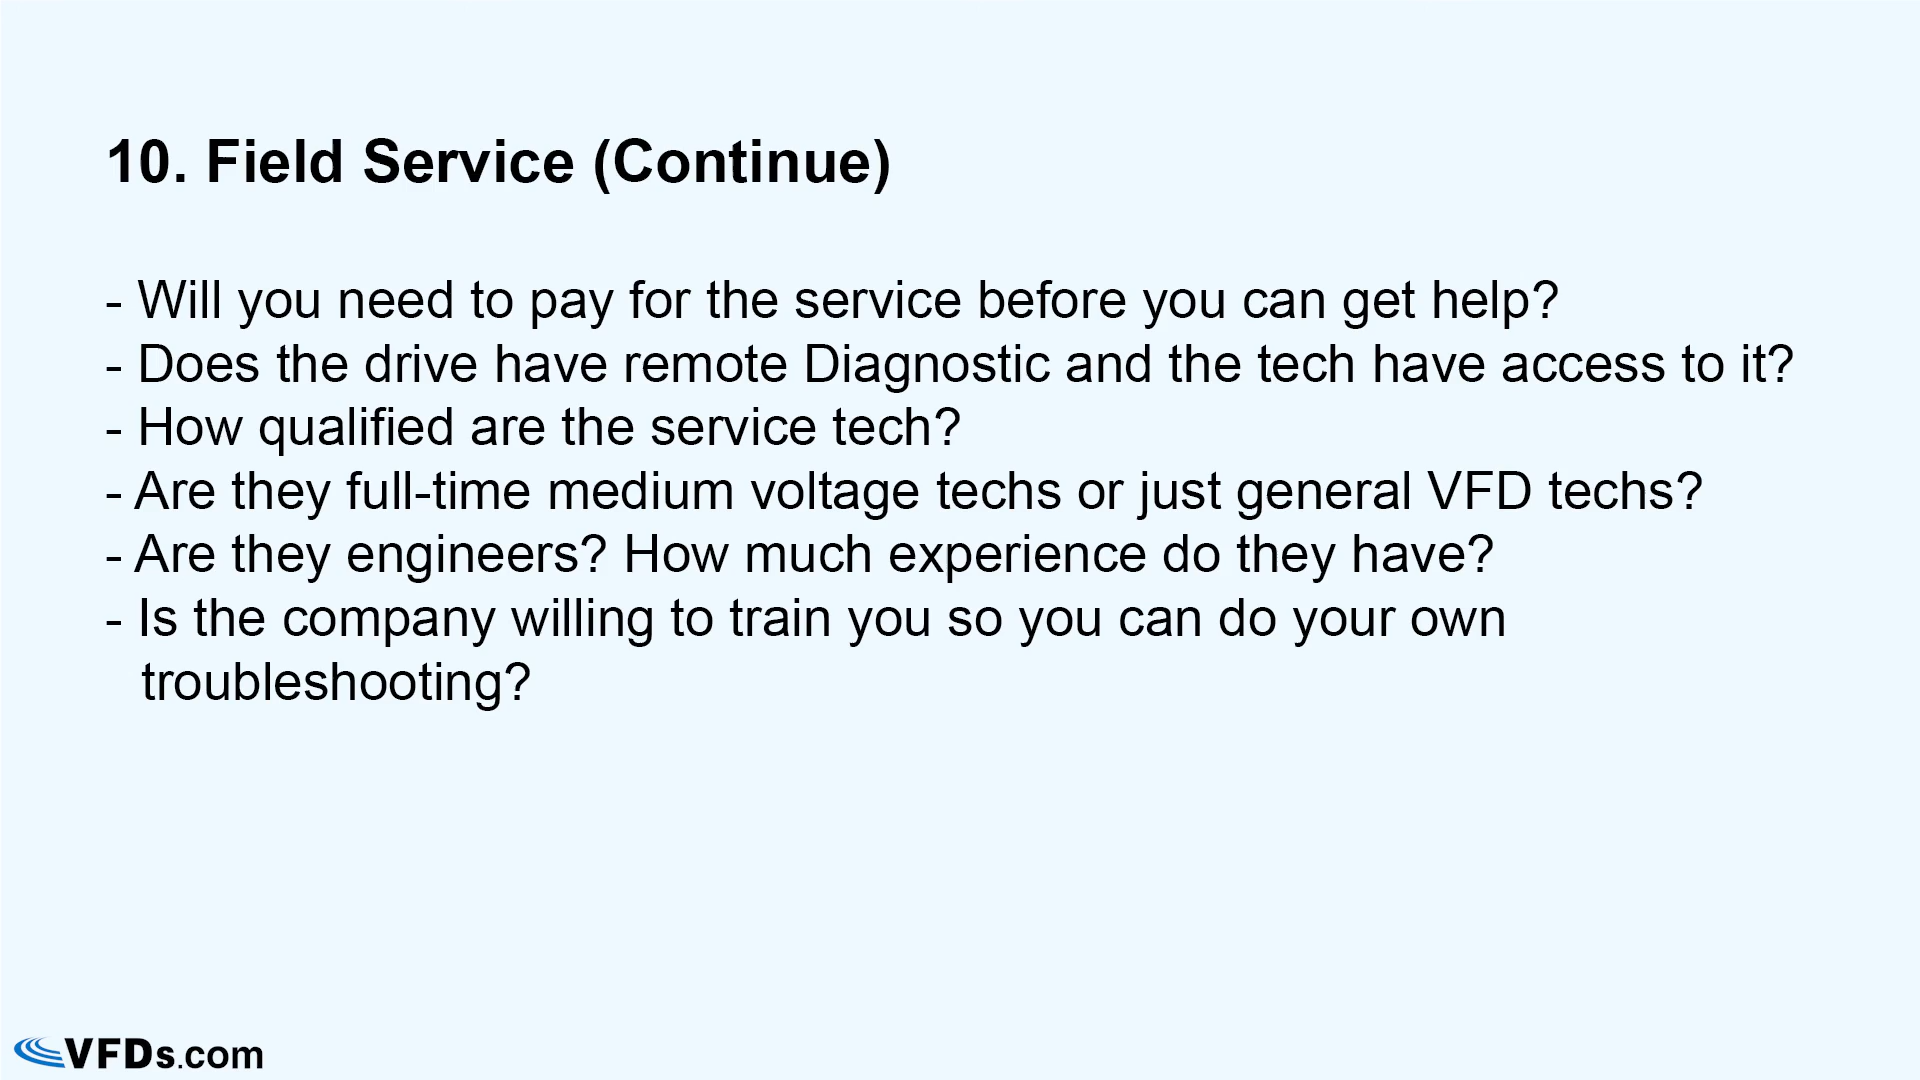 10. Field Service (Continue)
- Will you need to pay for the service before you can get help?
- Does the drive have remote Diagnostic and the tech have access to it?
- How qualified are the service tech?
- Are they full-time medium voltage techs or just general VFD techs?
- Are they engineers? How much experience do they have?
- Is the company willing to train you so you can do your own
troubleshooting?
VFDs.com